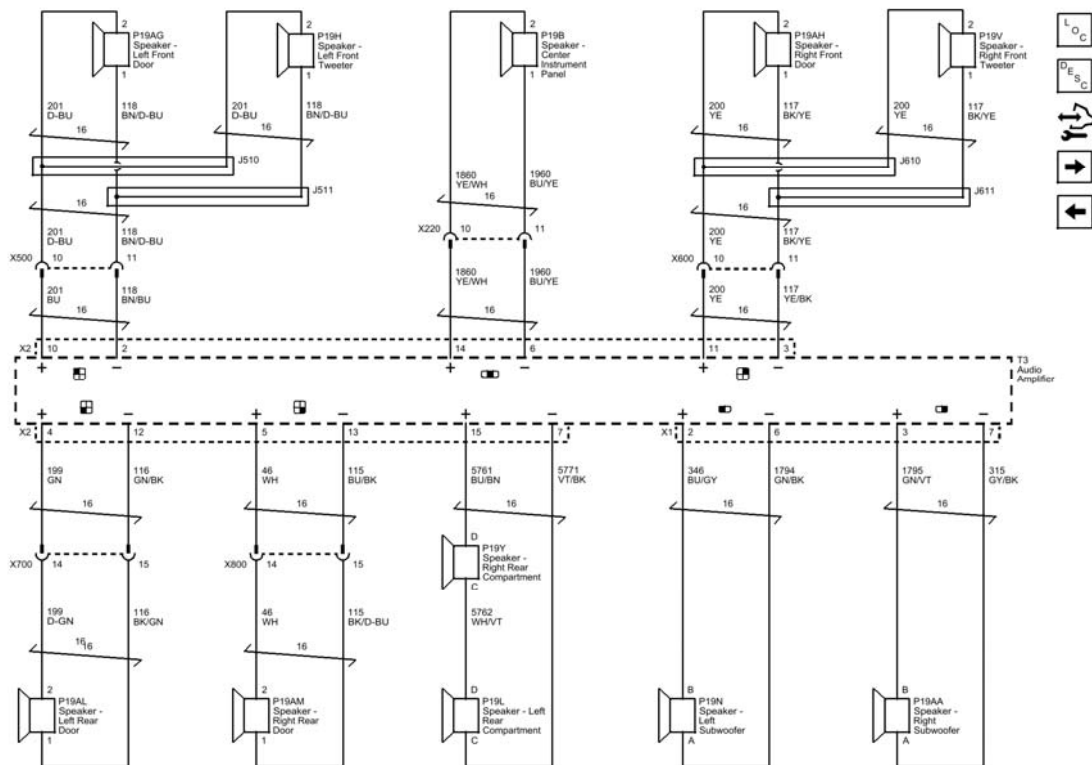 2
P19AG
Speaker -
Left Front
Door
1
2
P19H
Speaker -
Left Front
Tweeter
1
2
P19B
Speaker -
Center
Instrument
Panel
1
2
P19AH
Speaker -
Right Front
Door
1
2
P19V
Speaker -
Right Front
Tweeter
1
LOC
DESC
201
D-BU
118
BN/D-BU
201
D-BU
118
BN/D-BU
200
YE
117
BK/YE
200
YE
117
BK/YE
16
16
16
16
J510
J610
1860
YE/WH
1960
BU/YE
J511
J611
16
16
16
201
D-BU
118
BN/D-BU
X220
10
11
200
YE
117
BK/YE
X500
10
11
X600
10
11
201
BU
118
BN/BU
1860
YE/WH
1960
BU/YE
200
YE
117
YE/BK
16
16
16
X2
10
2
14
6
11
3
+
−
+
−
+
−
T3
Audio
Amplifier
+
−
+
−
+
−
+
−
+
−
X2
4
12
5
13
15
7
X1
2
6
3
7
199
GN
116
GN/BK
46
WH
115
BU/BK
5761
BU/BN
5771
VT/BK
346
BU/GY
1794
GN/BK
1795
GN/VT
315
GY/BK
16
16
16
16
16
D
P19Y
Speaker -
Right Rear
Compartment
C
X700
14
15
X800
14
15
199
D-GN
116
BK/GN
46
WH
115
BK/D-BU
5762
WH/VT
16
16
16
2
P19AL
Speaker -
Left Rear
Door
1
2
P19AM
Speaker -
Right Rear
Door
1
D
P19L
Speaker - Left
Rear
Compartment
C
B
P19N
Speaker -
Left
Subwoofer
A
B
P19AA
Speaker -
Right
Subwoofer
A